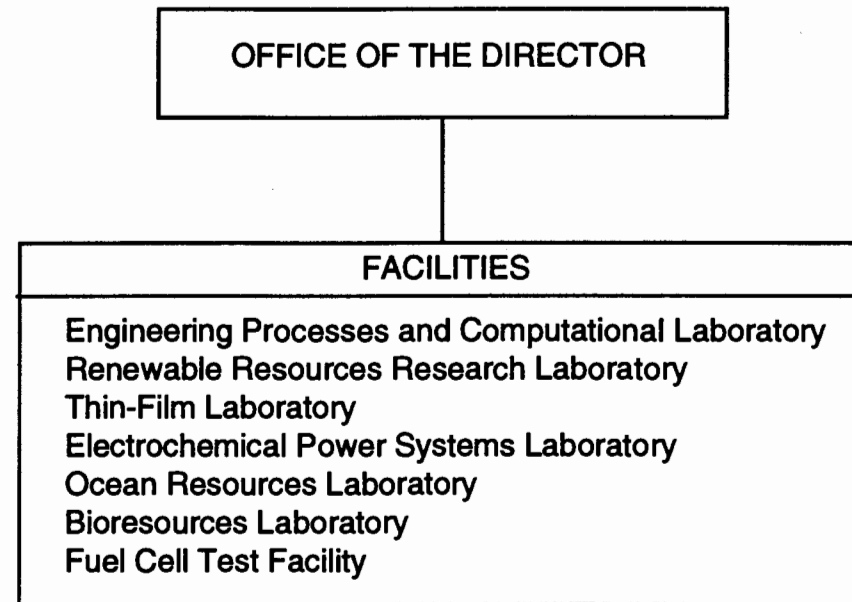 OFFICE OF THE DIRECTOR
FACILITIES
Engineering Processes and Computational Laboratory
Renewable Resources Research Laboratory
Thin-Film Laboratory
Electrochemical Power Systems Laboratory
Ocean Resources Laboratory
Bioresources Laboratory
Fuel Cell Test Facility